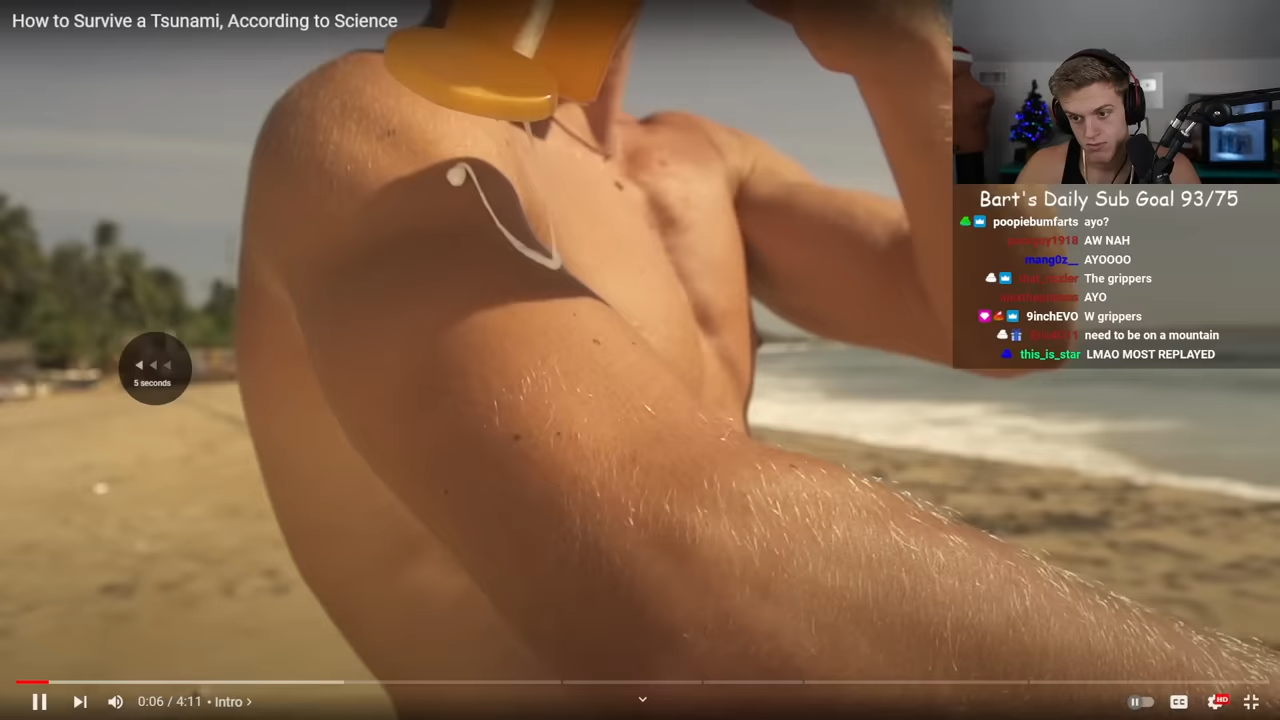 How to Survive a Tsunami, According to Science
Bart's Daily Sub Goal 93/75
poopiebumfarts ayo?
AW NAH
mang0z__ AYOOOO
The grippers
AYO
9inchEVO W grippers
need to be on a mountain
this_is_star LMAO MOST REPLAYED
5 seconds
0:06 / 4:11 • Intro >
CC
HD